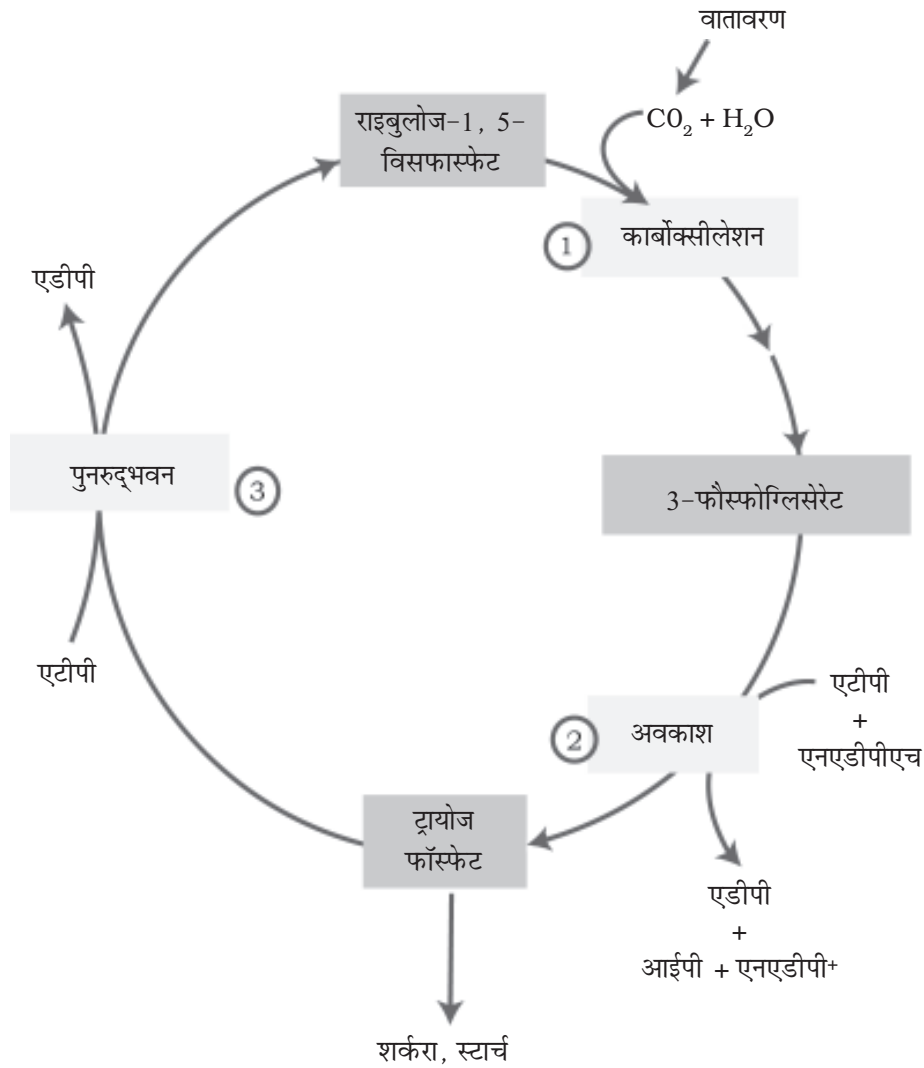 वातावरण
C0₂ + H₂O
राइबुलोज-1, 5-
विसफास्फेट
1
कार्बोक्सीलेशन
एडीपी
पुनरुद्भवन
3
3-फौस्फोग्लिसेरेट
एटीपी
एटीपी
+
एनएडीपीएच
2
अवकाश
ट्रायोज
फॉस्फेट
एडीपी
+
आईपी + एनएडीपी⁺
शर्करा, स्टार्च